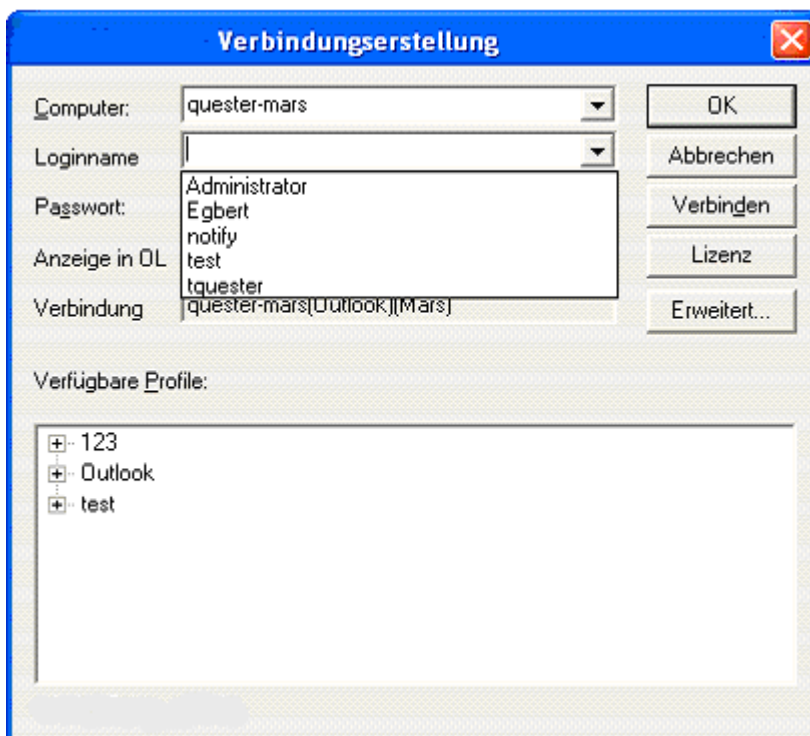 Verbindungserstellung
Computer: quester-mars OK
Loginname Abbrechen
Administrator
Passwort: Egbert Verbinden
notify
Anzeige in OL test Lizenz
tquester
Verbindung quester-mars(Outlook)(Mars) Erweitert...
Verfügbare Profile:
123
Outlook
test